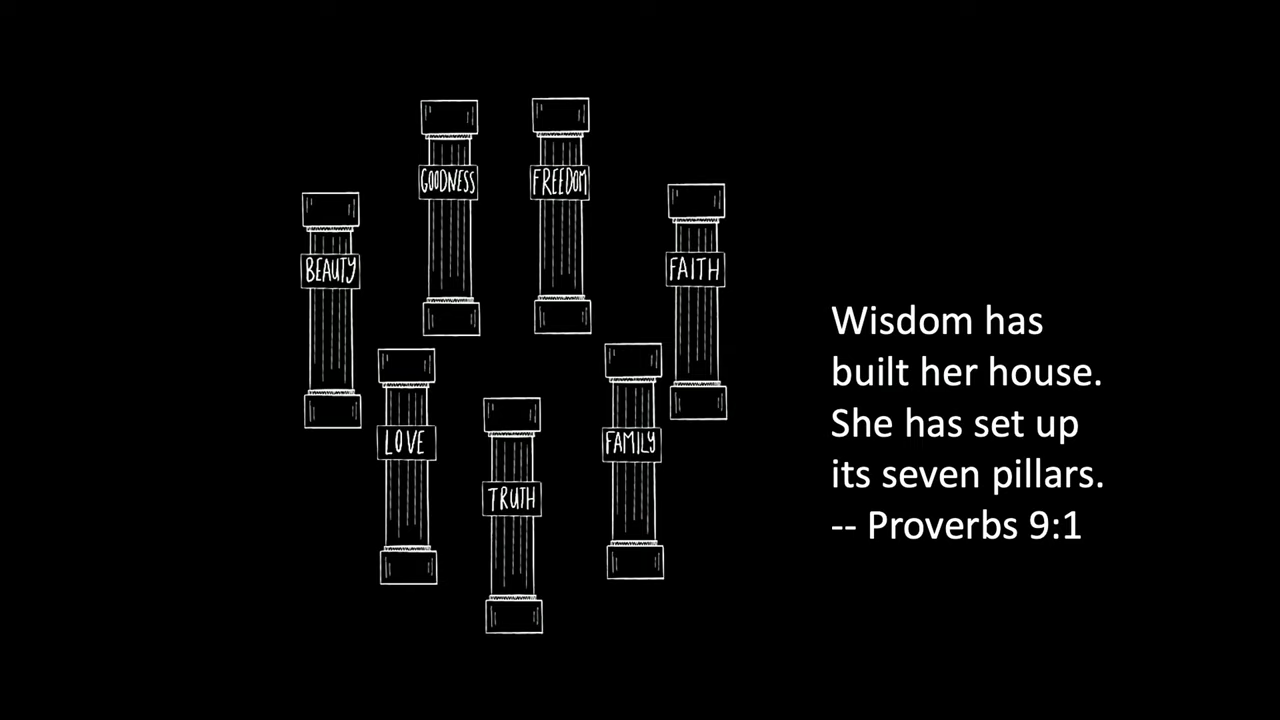 GOODNESS
FREEDOM
BEAUTY
FAITH
LOVE
FAMILY
TRUTH
Wisdom has
built her house.
She has set up
its seven pillars.
-- Proverbs 9:1